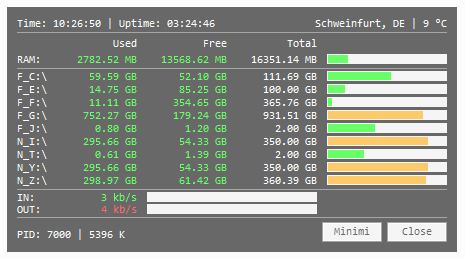 Time: 10:26:50 | Uptime: 03:24:46 Schweinfurt, DE | 9 ºC
Used Free Total
RAM: 2782.52 MB 13568.62 MB 16351.14 MB
F_C:\ 59.59 GB 52.10 GB 111.69 GB
F_E:\ 14.75 GB 85.25 GB 100.00 GB
F_F:\ 11.11 GB 354.65 GB 365.76 GB
F_G:\ 752.27 GB 179.24 GB 931.51 GB
F_J:\ 0.80 GB 1.20 GB 2.00 GB
N_I:\ 295.66 GB 54.33 GB 350.00 GB
N_T:\ 0.61 GB 1.39 GB 2.00 GB
N_Y:\ 295.66 GB 54.33 GB 350.00 GB
N_Z:\ 298.97 GB 61.42 GB 360.39 GB
IN: 3 kb/s
OUT: 4 kb/s
PID: 7000 | 5396 K Minimi Close